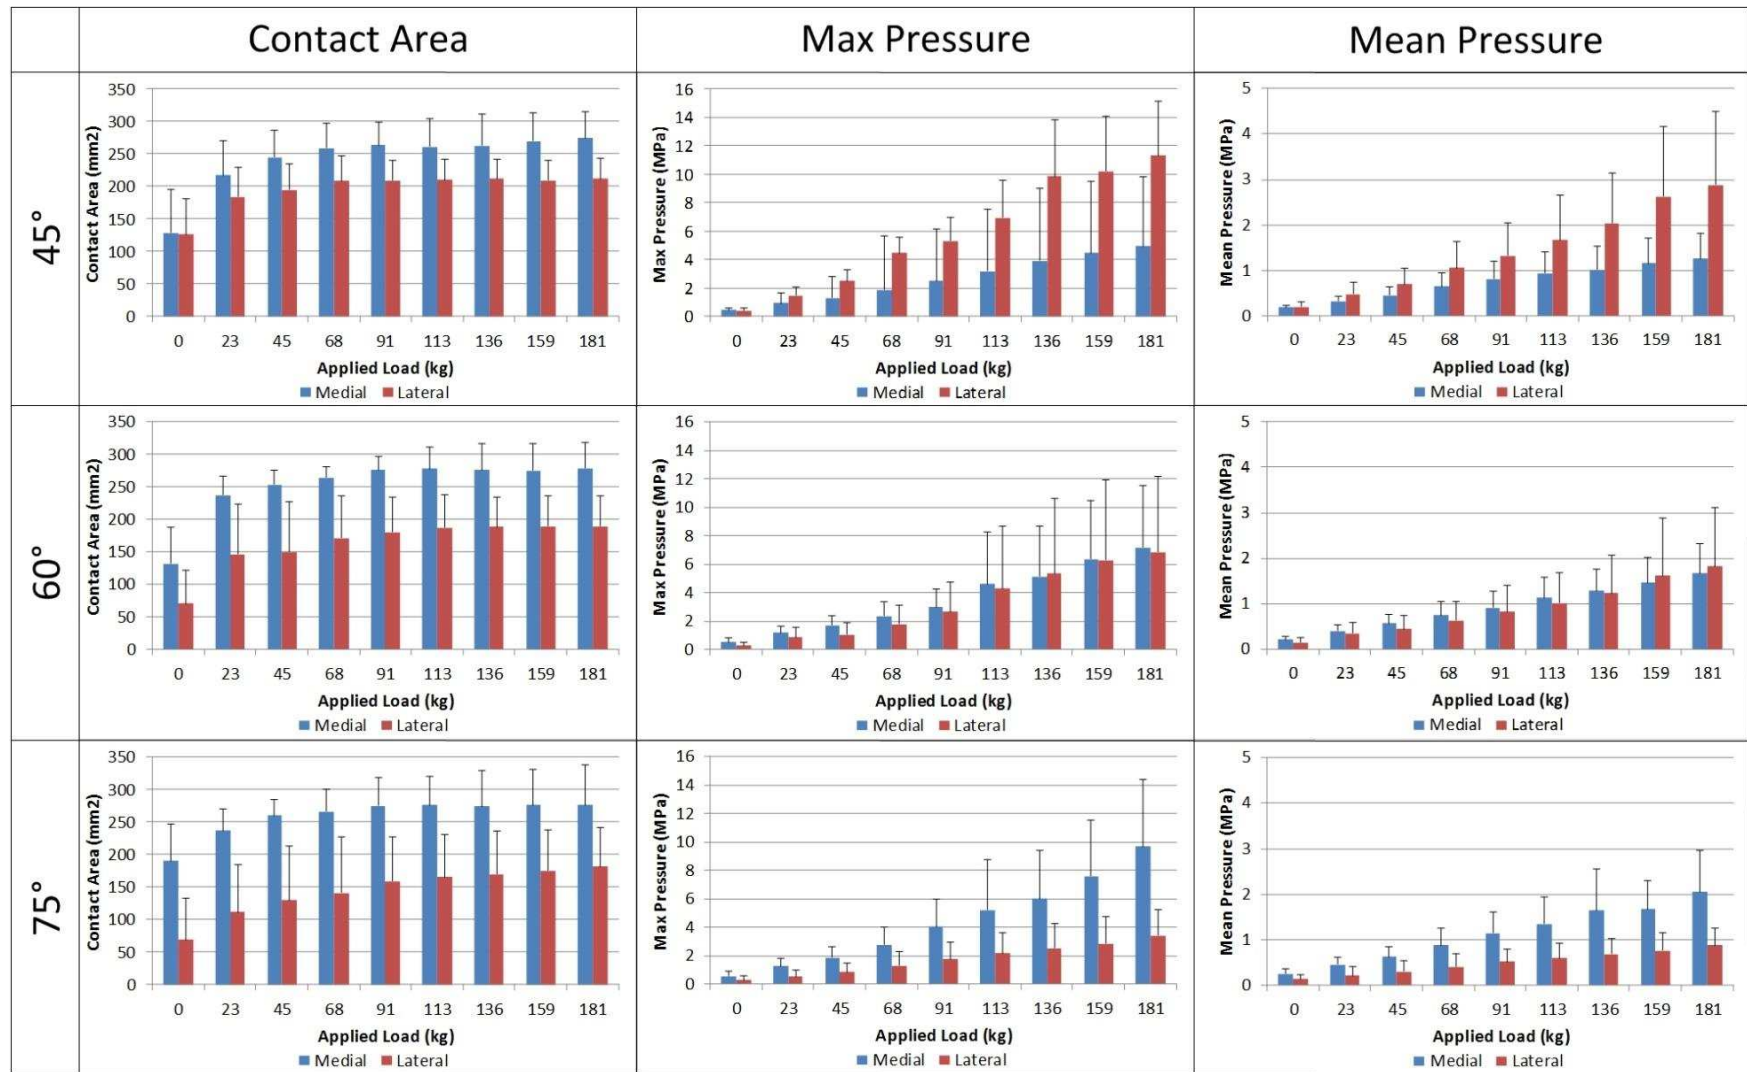 Contact Area
Max Pressure
Mean Pressure
45°
Contact Area (mm2)
350
300
250
200
150
100
50
0
0 23 45 68 91 113 136 159 181
Applied Load (kg)
Medial Lateral
Max Pressure (MPa)
16
14
12
10
8
6
4
2
0
0 23 45 68 91 113 136 159 181
Applied Load (kg)
Medial Lateral
Mean Pressure (MPa)
5
4
3
2
1
0
0 23 45 68 91 113 136 159 181
Applied Load (kg)
Medial Lateral
60°
Contact Area (mm2)
350
300
250
200
150
100
50
0
0 23 45 68 91 113 136 159 181
Applied Load (kg)
Medial Lateral
Max Pressure (MPa)
16
14
12
10
8
6
4
2
0
0 23 45 68 91 113 136 159 181
Applied Load (kg)
Medial Lateral
Mean Pressure (MPa)
5
4
3
2
1
0
0 23 45 68 91 113 136 159 181
Applied Load (kg)
Medial Lateral
75°
Contact Area (mm2)
350
300
250
200
150
100
50
0
0 23 45 68 91 113 136 159 181
Applied Load (kg)
Medial Lateral
Max Pressure (MPa)
16
14
12
10
8
6
4
2
0
0 23 45 68 91 113 136 159 181
Applied Load (kg)
Medial Lateral
Mean Pressure (MPa)
5
4
3
2
1
0
0 23 45 68 91 113 136 159 181
Applied Load (kg)
Medial Lateral